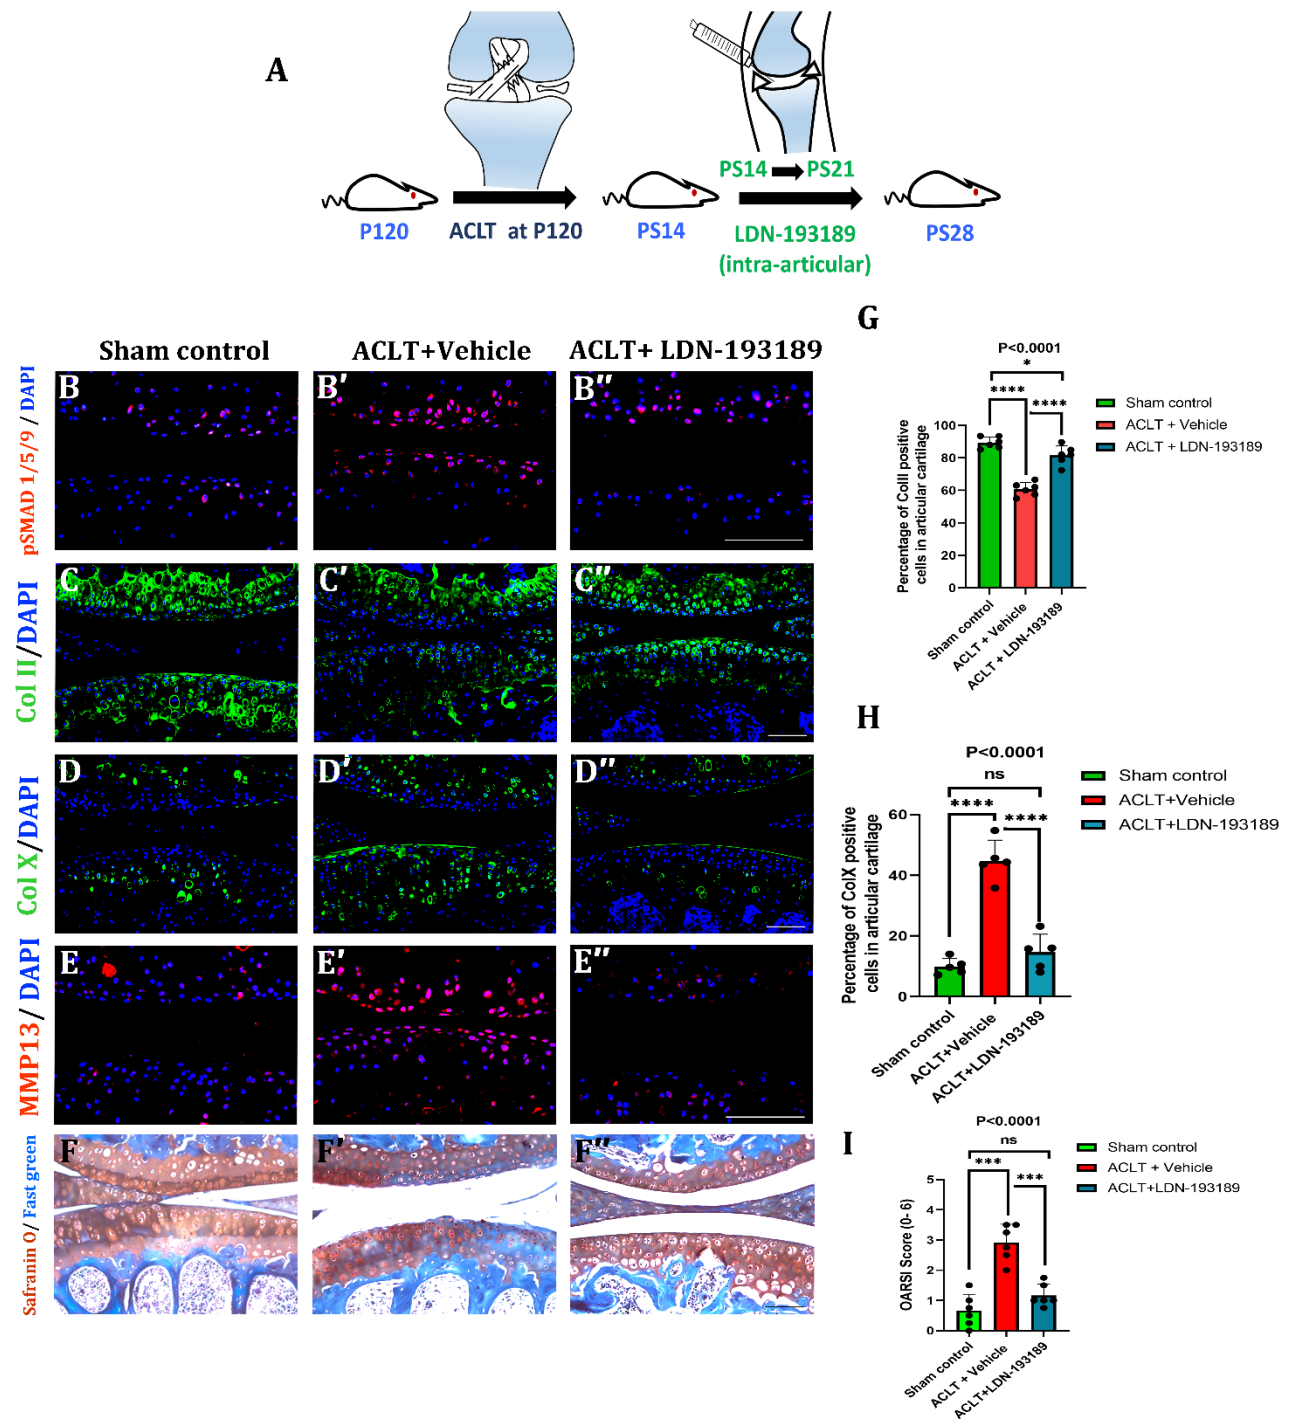 A
PS14 PS21
P120
ACLT at P120
PS14
LDN-193189
(intra-articular)
PS28
Sham control
ACLT+Vehicle
ACLT+ LDN-193189
pSMAD 1/5/9 / DAPI
B
B'
B''
Col II/DAPI
C
C'
C''
Col X/DAPI
D
D'
D''
MMP13/ DAPI
E
E'
E''
Safranin O/ Fast green
F
F'
F''
G
P<0.0001
*
****
****
Sham control
ACLT + Vehicle
ACLT + LDN-193189
Percentage of ColII positive
cells in articular cartilage
100
80
60
40
20
0
Sham control
ACLT + Vehicle
ACLT + LDN-193189
H
P<0.0001
ns
****
****
Sham control
ACLT+Vehicle
ACLT+LDN-193189
Percentage of ColX positive
cells in articular cartilage
60
40
20
0
Sham control
ACLT+Vehicle
ACLT+LDN-193189
I
P<0.0001
ns
***
***
Sham control
ACLT + Vehicle
ACLT+LDN-193189
OARSI Score (0- 6)
5
4
3
2
1
0
Sham control
ACLT + Vehicle
ACLT+LDN-193189